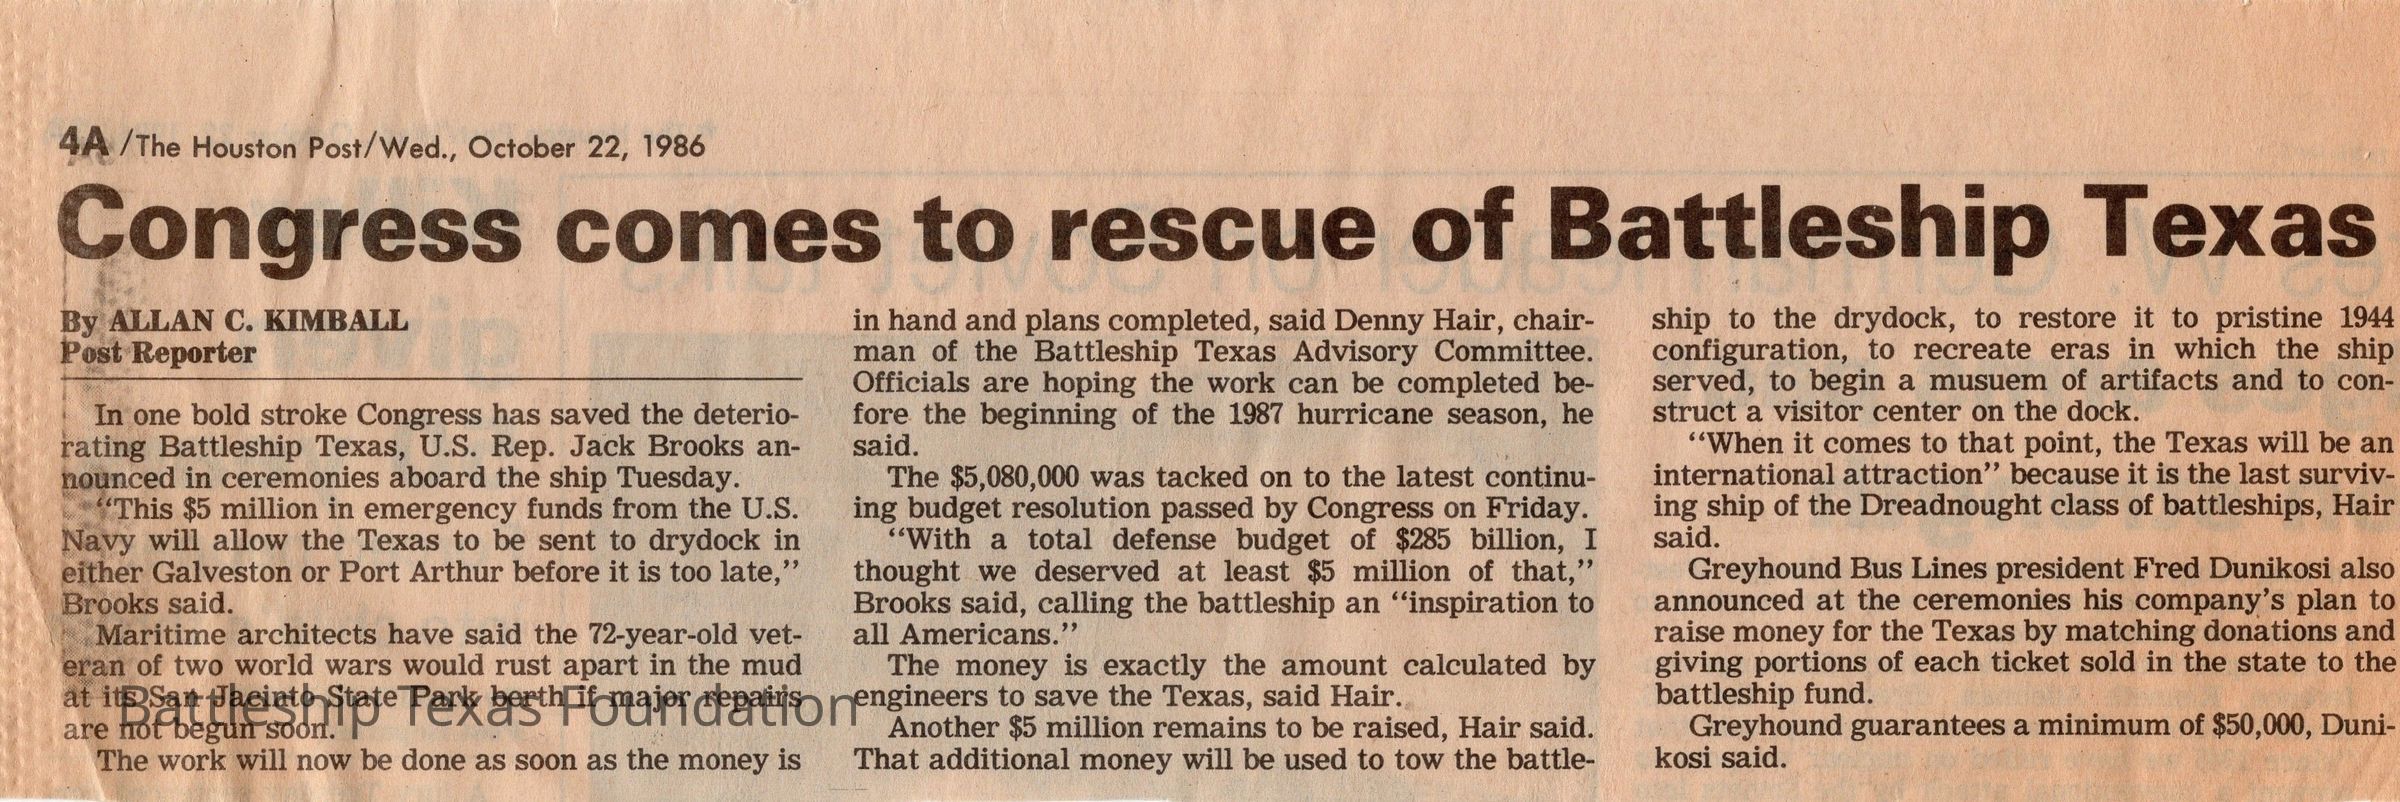 4A /The Houston Post/Wed., October 22, 1986
Congress comes to rescue of Battleship Texas
By ALLAN C. KIMBALL
Post Reporter
In one bold stroke Congress has saved the deterio-
rating Battleship Texas, U.S. Rep. Jack Brooks an-
nounced in ceremonies aboard the ship Tuesday.
“This $5 million in emergency funds from the U.S.
Navy will allow the Texas to be sent to drydock in
either Galveston or Port Arthur before it is too late,”
Brooks said.
Maritime architects have said the 72-year-old vet-
eran of two world wars would rust apart in the mud
at its San Jacinto State Park berth if major repairs
are not begun soon.
The work will now be done as soon as the money is
in hand and plans completed, said Denny Hair, chair-
man of the Battleship Texas Advisory Committee.
Officials are hoping the work can be completed be-
fore the beginning of the 1987 hurricane season, he
said.
The $5,080,000 was tacked on to the latest continu-
ing budget resolution passed by Congress on Friday.
“With a total defense budget of $285 billion, I
thought we deserved at least $5 million of that,”
Brooks said, calling the battleship an “inspiration to
all Americans.”
The money is exactly the amount calculated by
engineers to save the Texas, said Hair.
Another $5 million remains to be raised, Hair said.
That additional money will be used to tow the battle-
ship to the drydock, to restore it to pristine 1944
configuration, to recreate eras in which the ship
served, to begin a musuem of artifacts and to con-
struct a visitor center on the dock.
“When it comes to that point, the Texas will be an
international attraction” because it is the last surviv-
ing ship of the Dreadnought class of battleships, Hair
said.
Greyhound Bus Lines president Fred Dunikosi also
announced at the ceremonies his company’s plan to
raise money for the Texas by matching donations and
giving portions of each ticket sold in the state to the
battleship fund.
Greyhound guarantees a minimum of $50,000, Duni-
kosi said.
Battleship Texas Foundation